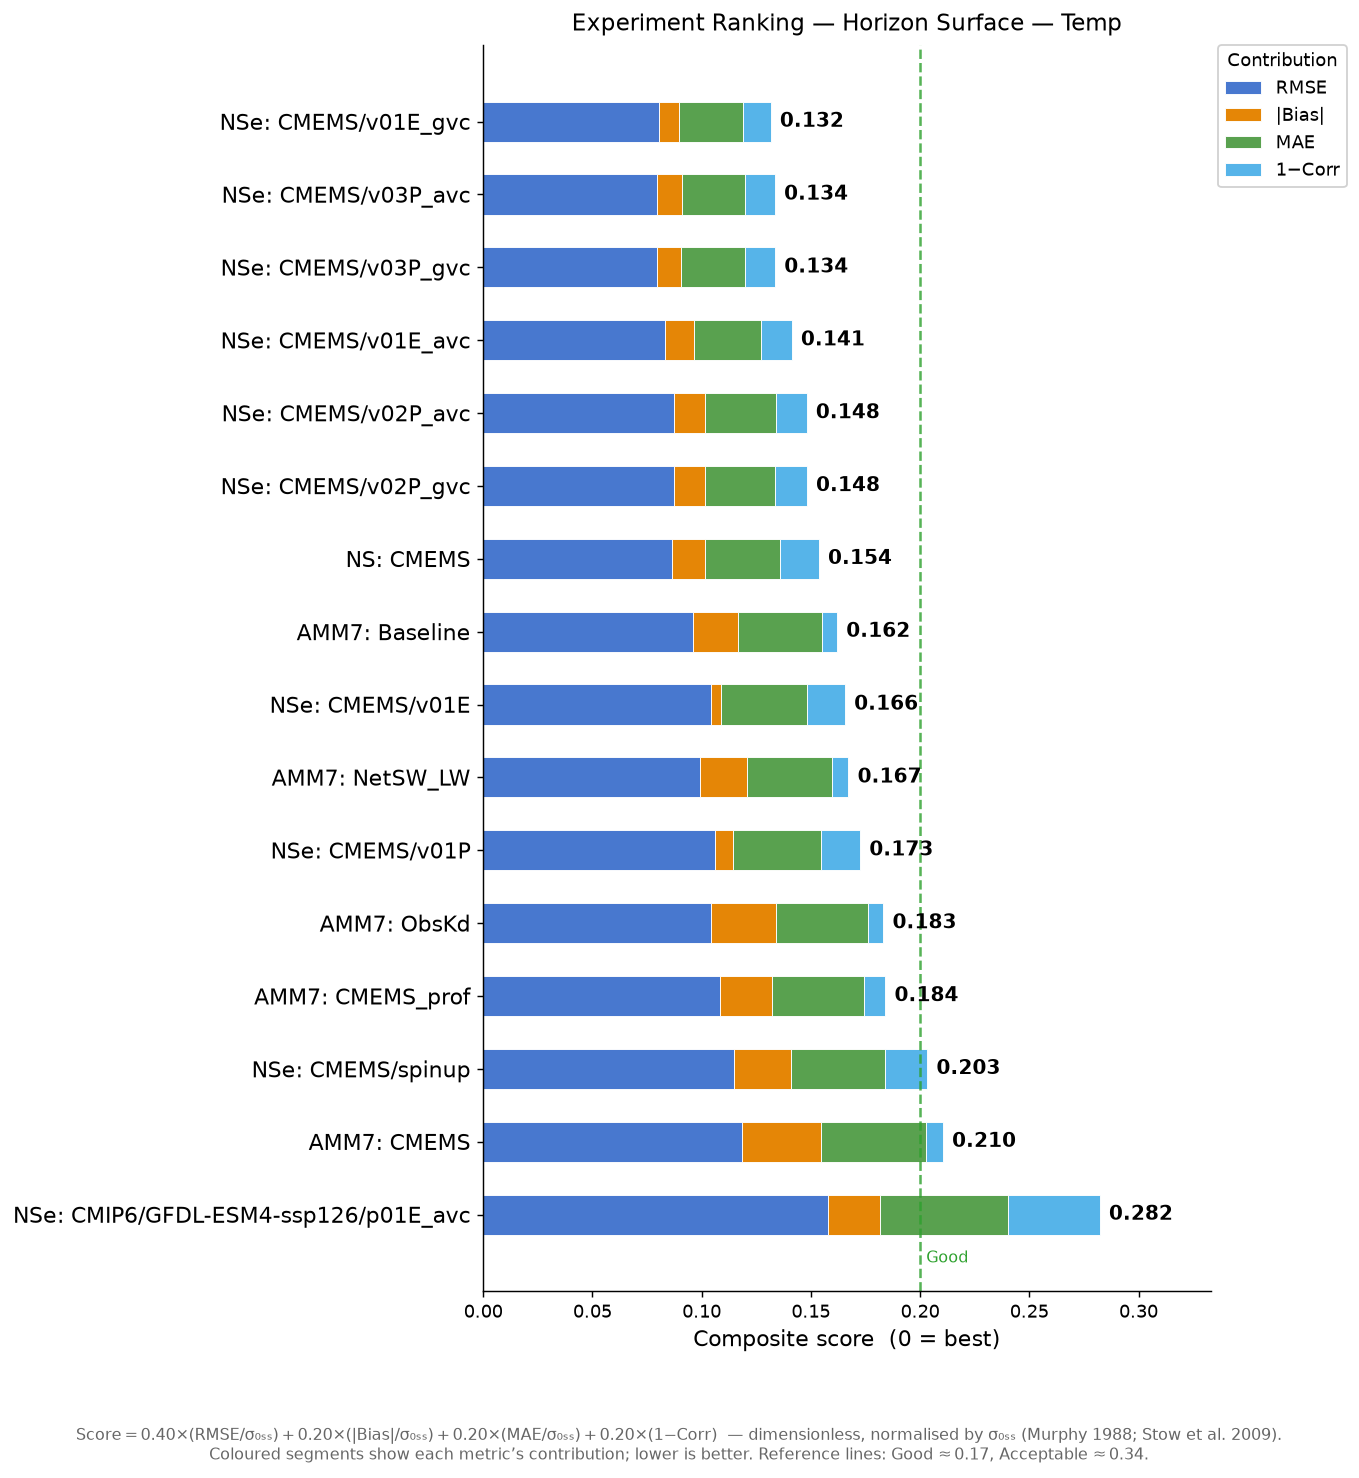 Experiment Ranking — Horizon Surface — Temp
Contribution
RMSE
|Bias|
MAE
1−Corr
NSe: CMEMS/v01E_gvc 0.132
NSe: CMEMS/v03P_avc 0.134
NSe: CMEMS/v03P_gvc 0.134
NSe: CMEMS/v01E_avc 0.141
NSe: CMEMS/v02P_avc 0.148
NSe: CMEMS/v02P_gvc 0.148
NS: CMEMS 0.154
AMM7: Baseline 0.162
NSe: CMEMS/v01E 0.166
AMM7: NetSW_LW 0.167
NSe: CMEMS/v01P 0.173
AMM7: ObsKd 0.183
AMM7: CMEMS_prof 0.184
NSe: CMEMS/spinup 0.203
AMM7: CMEMS 0.210
NSe: CMIP6/GFDL-ESM4-ssp126/p01E_avc 0.282
Good
0.00 0.05 0.10 0.15 0.20 0.25 0.30
Composite score (0 = best)
Score = 0.40×(RMSE/σₒₛₛ) + 0.20×(|Bias|/σₒₛₛ) + 0.20×(MAE/σₒₛₛ) + 0.20×(1−Corr) — dimensionless, normalised by σₒₛₛ (Murphy 1988; Stow et al. 2009).
Coloured segments show each metric’s contribution; lower is better. Reference lines: Good ≈ 0.17, Acceptable ≈ 0.34.